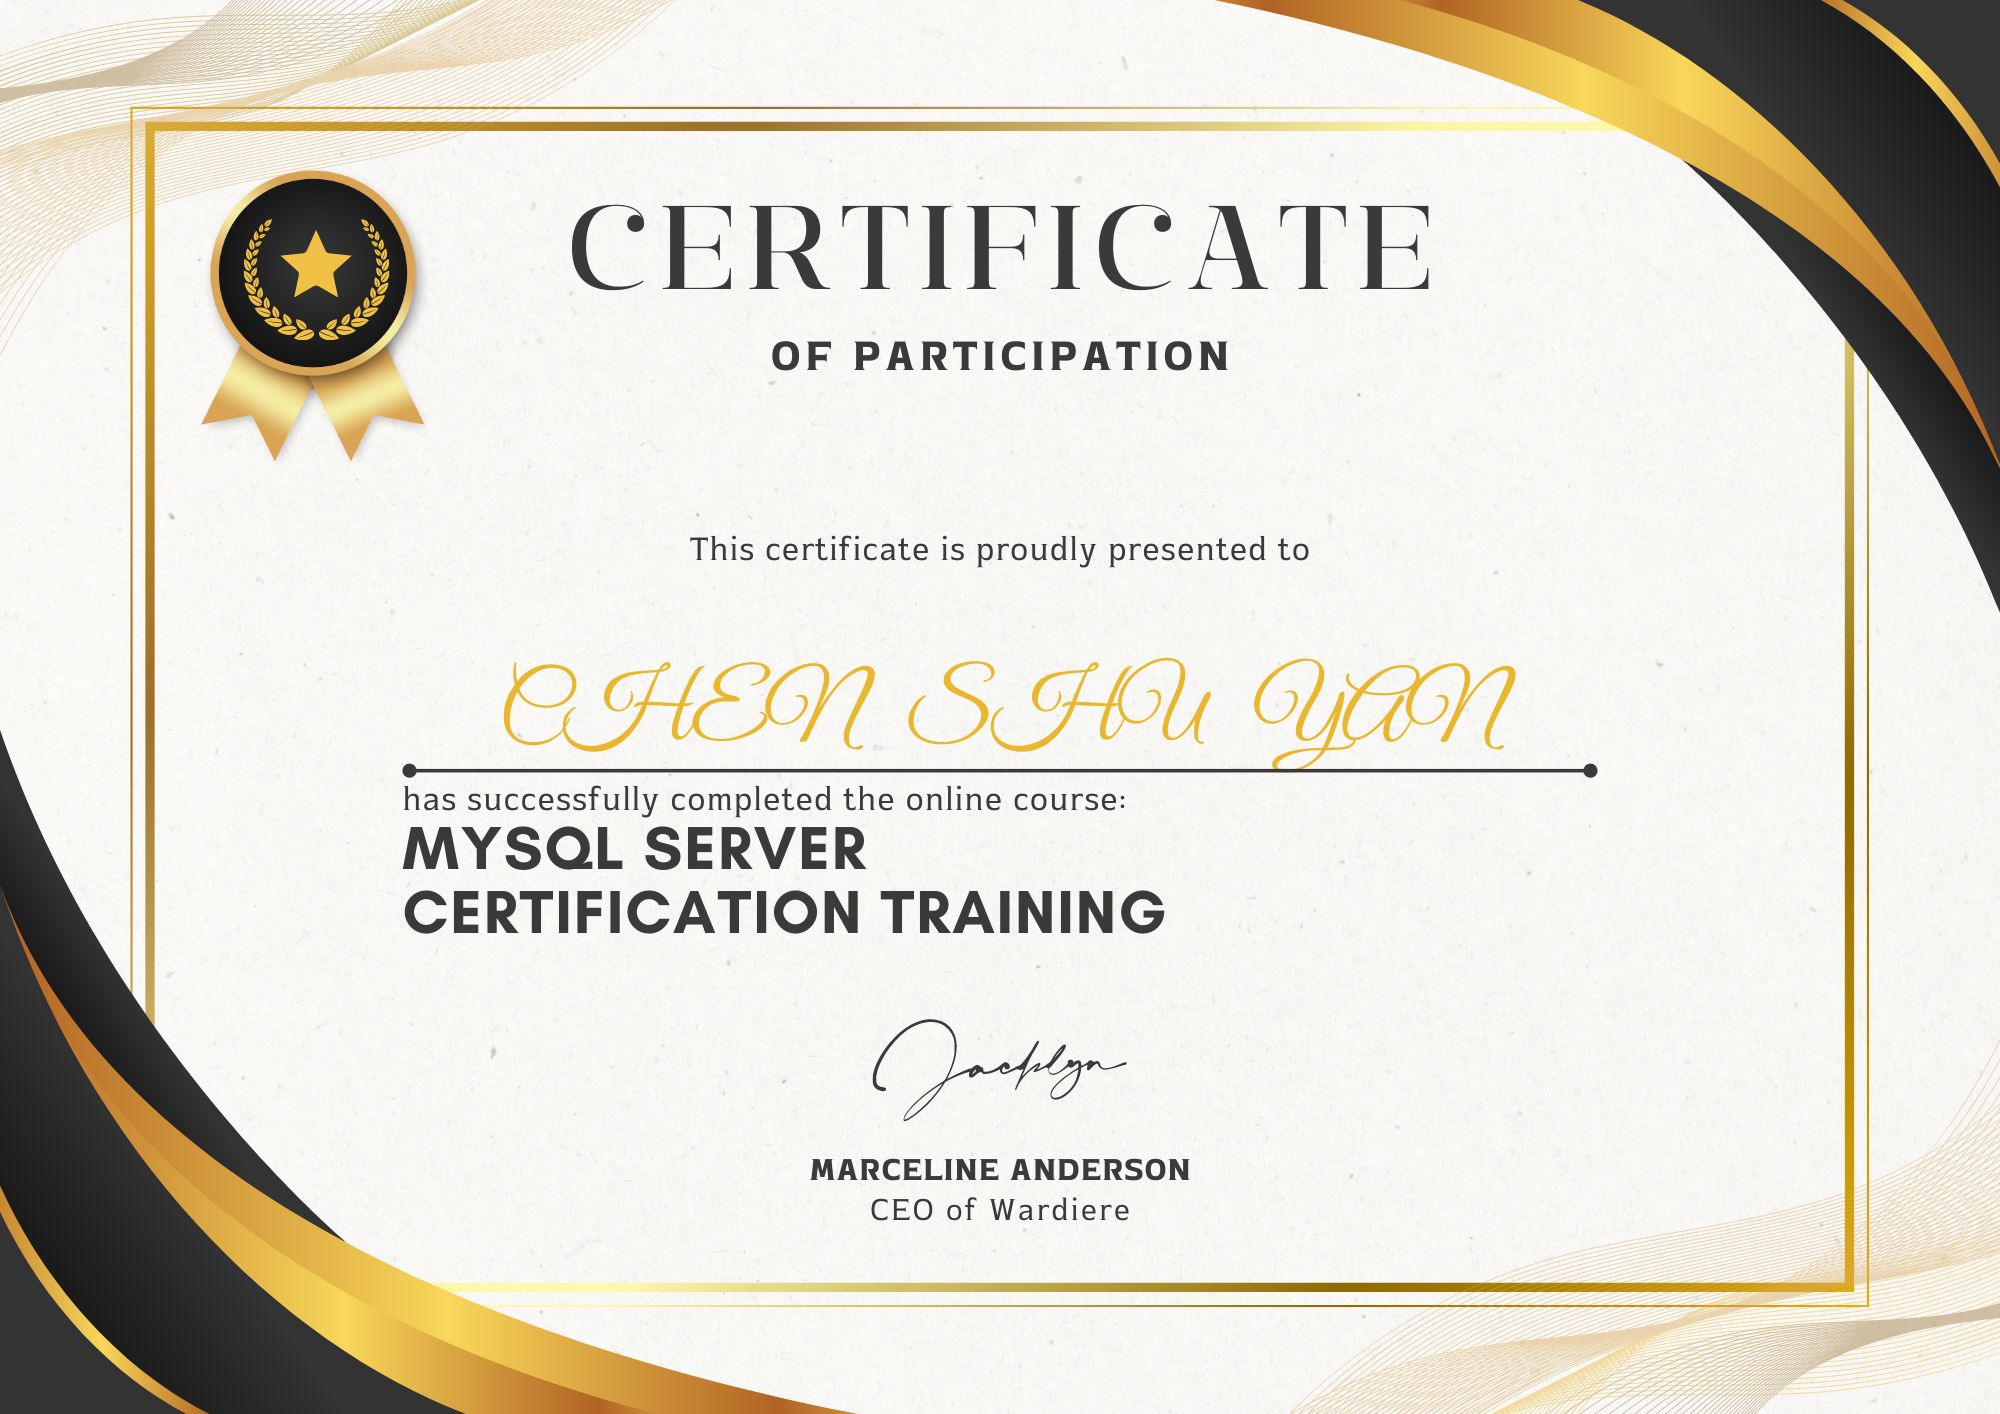 CERTIFICATE
OF PARTICIPATION
This certificate is proudly presented to
CHEN SHU YAN
has successfully completed the online course:
MYSQL SERVER
CERTIFICATION TRAINING
Jacklyn
MARCELINE ANDERSON
CEO of Wardiere